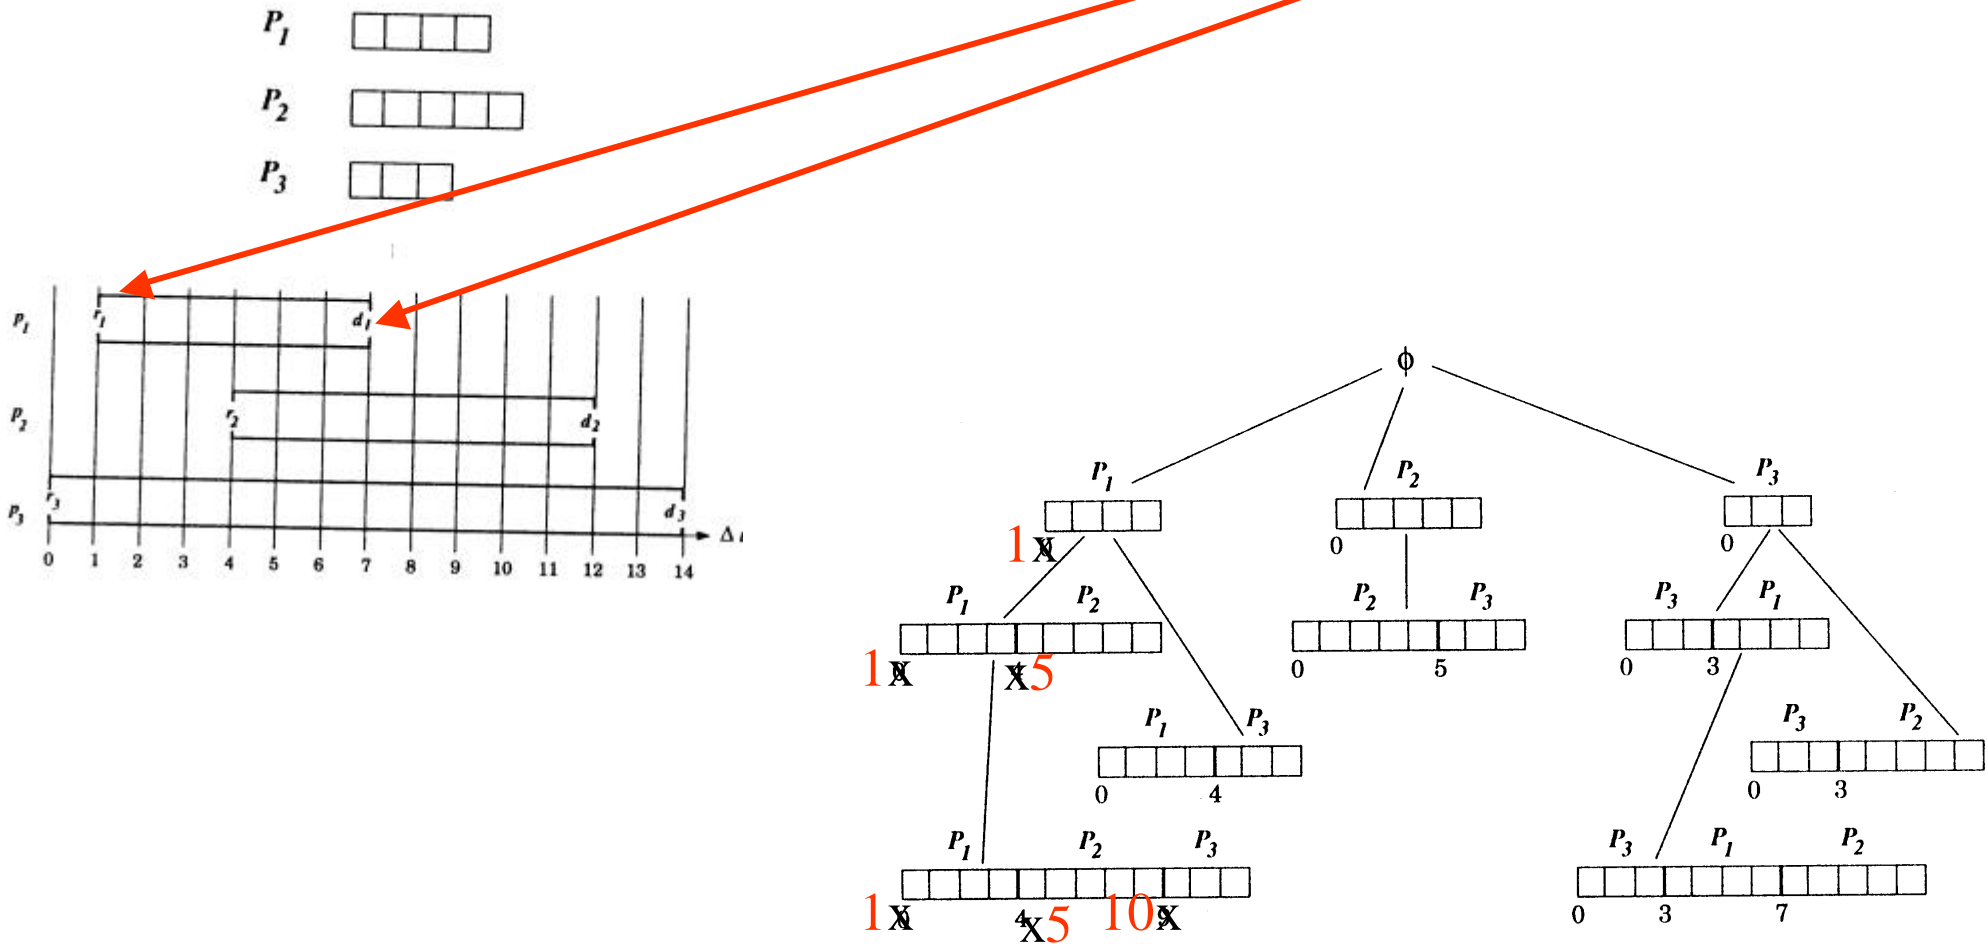 P1
P2
P3
p1 r1 d1
p2 r2 d2
p3 r3 d3
0 1 2 3 4 5 6 7 8 9 10 11 12 13 14
ϕ
P1 P2 P3
1 x 0 0
P1 P2 P2 P3 P3 P1
1 x x 5 0 5 0 3
P1 P3 P3 P2
0 4 0 3
P1 P2 P3 P3 P1 P2
1 x 4 x 5 10 x 0 3 7